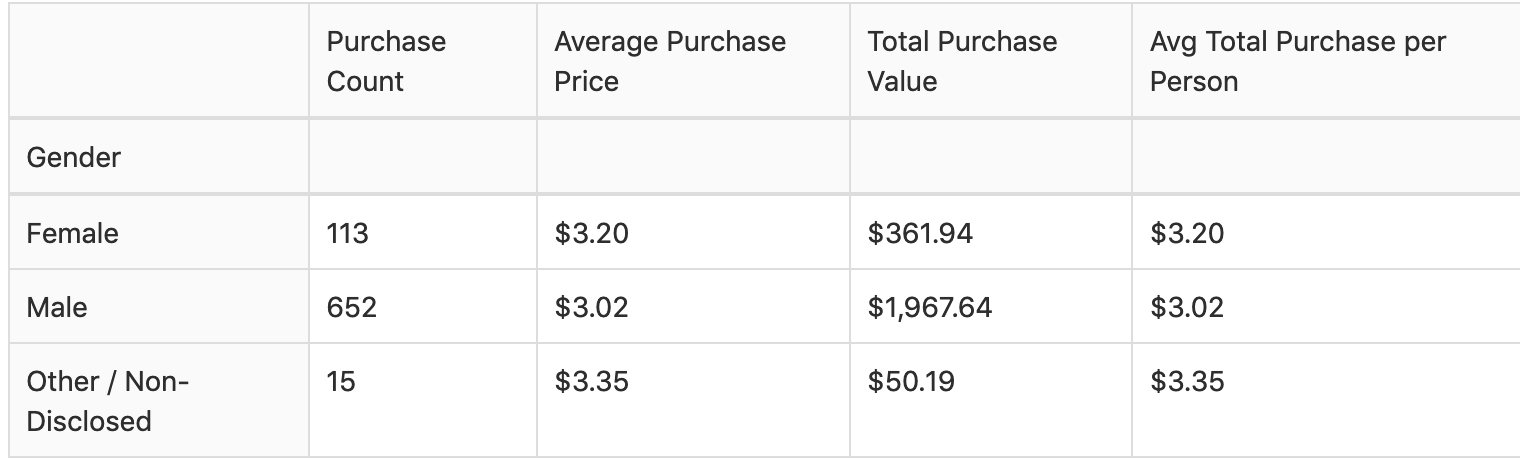 Purchase Count Average Purchase Price Total Purchase Value Avg Total Purchase per Person
Gender
Female 113 $3.20 $361.94 $3.20
Male 652 $3.02 $1,967.64 $3.02
Other / Non-Disclosed 15 $3.35 $50.19 $3.35